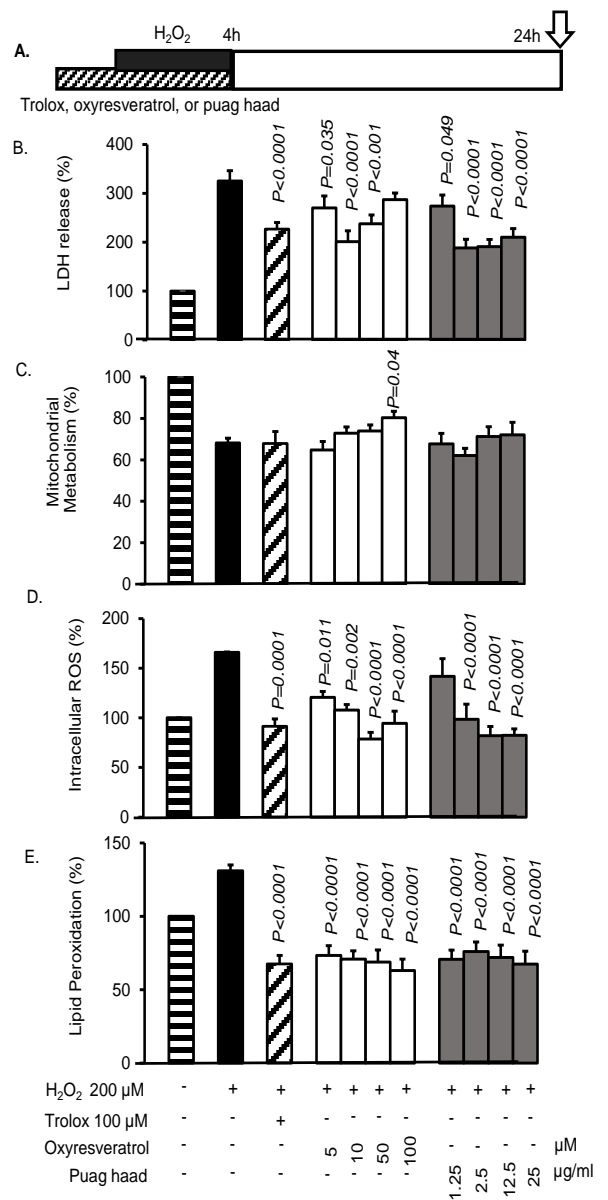 A.
H₂O₂ 4h 24h
Trolox, oxyresveratrol, or puag haad
B.
LDH release (%)
400
300
200
100
0
P<0.0001
P=0.035
P<0.0001
P<0.001
P=0.049
P<0.0001
P<0.0001
P<0.0001
C.
Mitochondrial
Metabolism (%)
100
80
60
40
20
0
P=0.04
D.
Intracellular ROS (%)
200
150
100
50
0
P=0.0001
P=0.011
P=0.002
P<0.0001
P<0.0001
P<0.0001
P<0.0001
P<0.0001
E.
Lipid Peroxidation (%)
150
100
50
0
P<0.0001
P<0.0001
P<0.0001
P<0.0001
P<0.0001
P<0.0001
P<0.0001
P<0.0001
P<0.0001
H₂O₂ 200 µM - + + + + + + + + + +
Trolox 100 µM - - + - - - - - - - -
Oxyresveratrol - - - 5 10 50 100 - - - - µM
Puag haad - - - - - - - 1.25 2.5 12.5 25 µg/ml